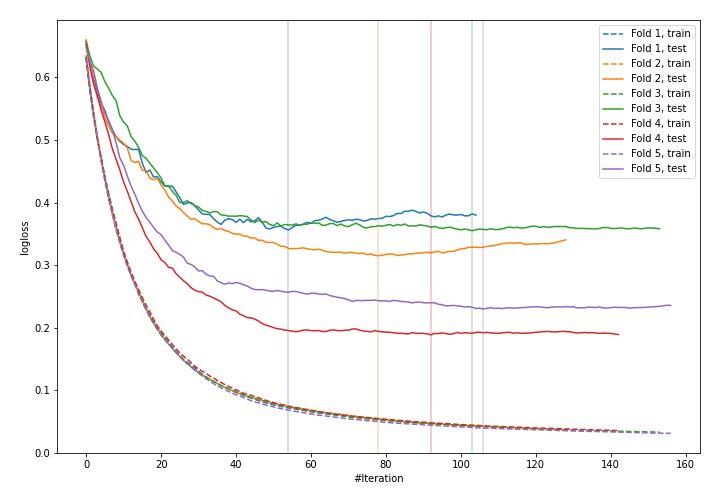 Fold 1, train
Fold 1, test
Fold 2, train
Fold 2, test
Fold 3, train
Fold 3, test
Fold 4, train
Fold 4, test
Fold 5, train
Fold 5, test
0.6
0.5
0.4
0.3
0.2
0.1
0.0
logloss
0 20 40 60 80 100 120 140 160
#Iteration